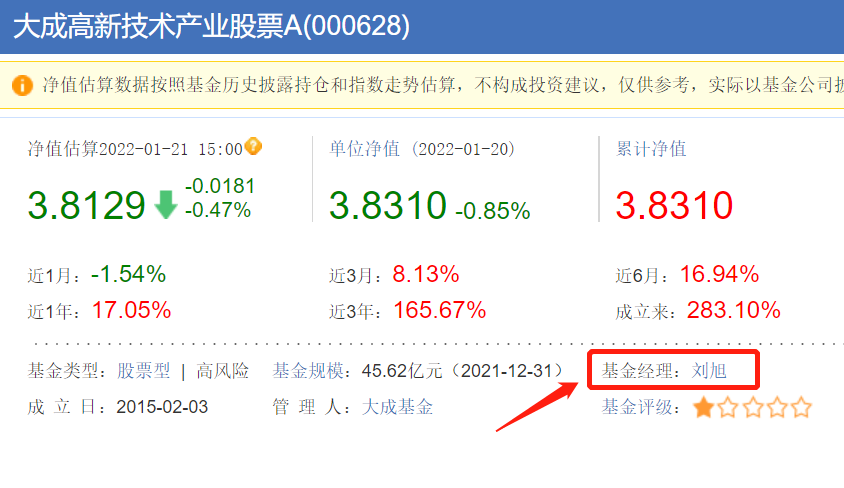 大成高新技术产业股票A(000628)
净值估算数据按照基金历史披露持仓和指数走势估算，不构成投资建议，仅供参考，实际以基金公司披
净值估算2022-01-21 15:00 单位净值 (2022-01-20) 累计净值
3.8129 -0.0181 -0.47% 3.8310 -0.85% 3.8310
近1月：-1.54% 近3月：8.13% 近6月：16.94%
近1年：17.05% 近3年：165.67% 成立来：283.10%
基金类型：股票型 | 高风险 基金规模：45.62亿元（2021-12-31） 基金经理：刘旭
成 立 日：2015-02-03 管 理 人：大成基金 基金评级：